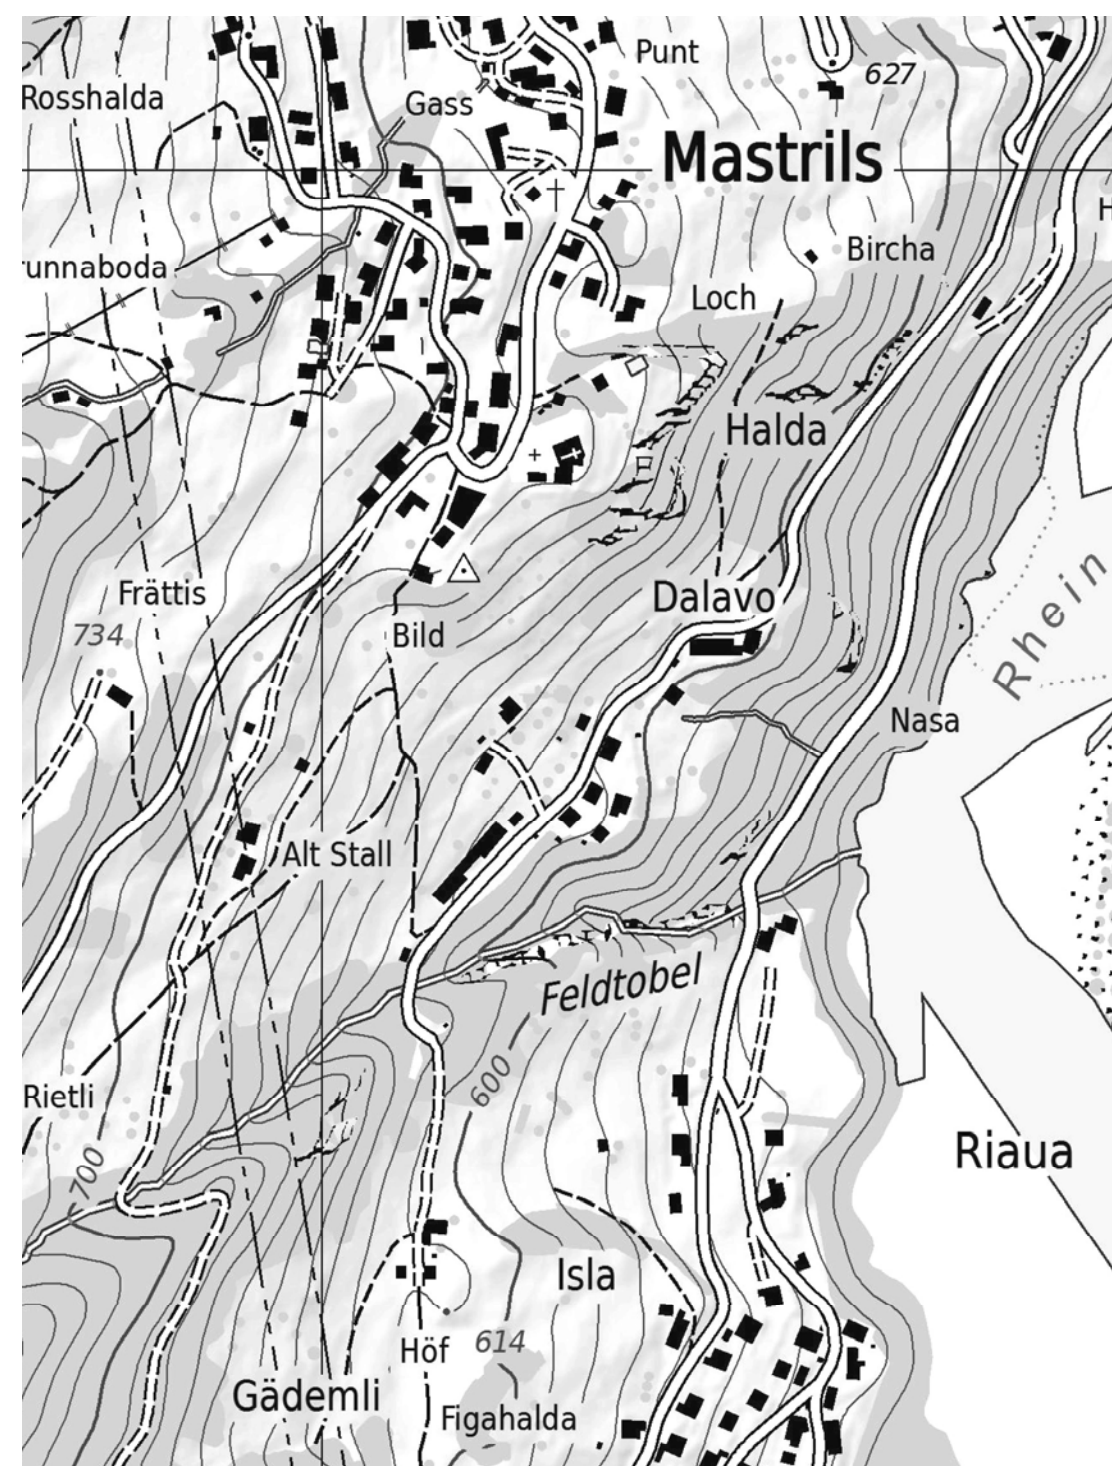 Punt
627
Rosshalda
Gass
Mastrils
H
Bircha
runnaboda
Loch
Halda
Rhein
Frättis
Dalavo
734
Bild
Nasa
Alt Stall
Feldtobel
600
Rietli
Riaua
700
Isla
614
Höf
Gädemli
Figahalda